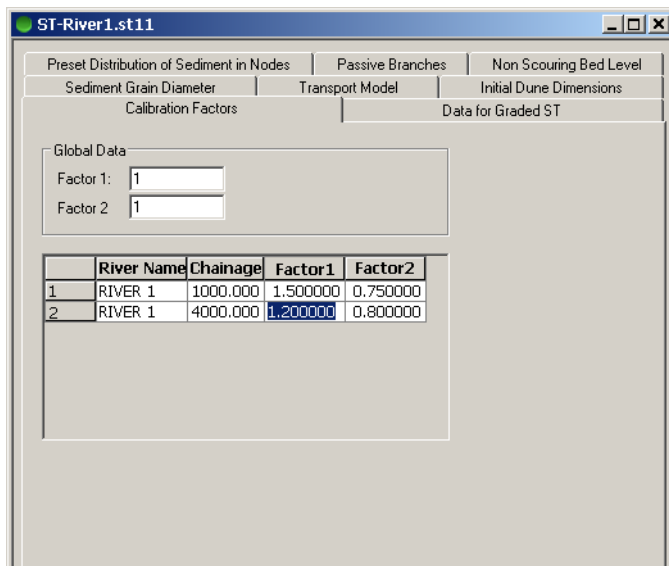 ST-River1.st11
Preset Distribution of Sediment in Nodes Passive Branches Non Scouring Bed Level
Sediment Grain Diameter Transport Model Initial Dune Dimensions
Calibration Factors Data for Graded ST
Global Data
Factor 1: 1
Factor 2 1
River Name Chainage Factor1 Factor2
1 RIVER 1 1000.000 1.500000 0.750000
2 RIVER 1 4000.000 1.200000 0.800000